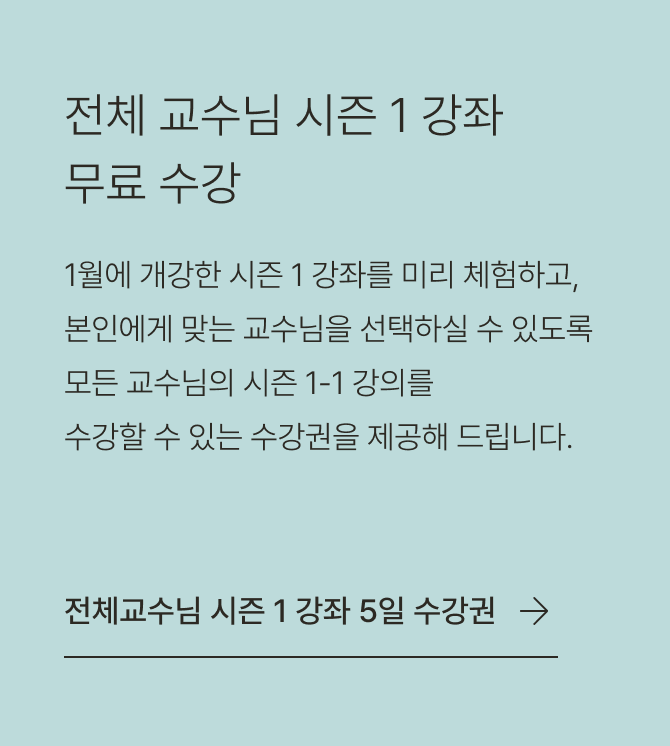 전체 교수님 시즌 1 강좌
무료 수강
1월에 개강한 시즌 1 강좌를 미리 체험하고,
본인에게 맞는 교수님을 선택하실 수 있도록
모든 교수님의 시즌 1-1 강의를
수강할 수 있는 수강권을 제공해 드립니다.
전체교수님 시즌 1 강좌 5일 수강권 →